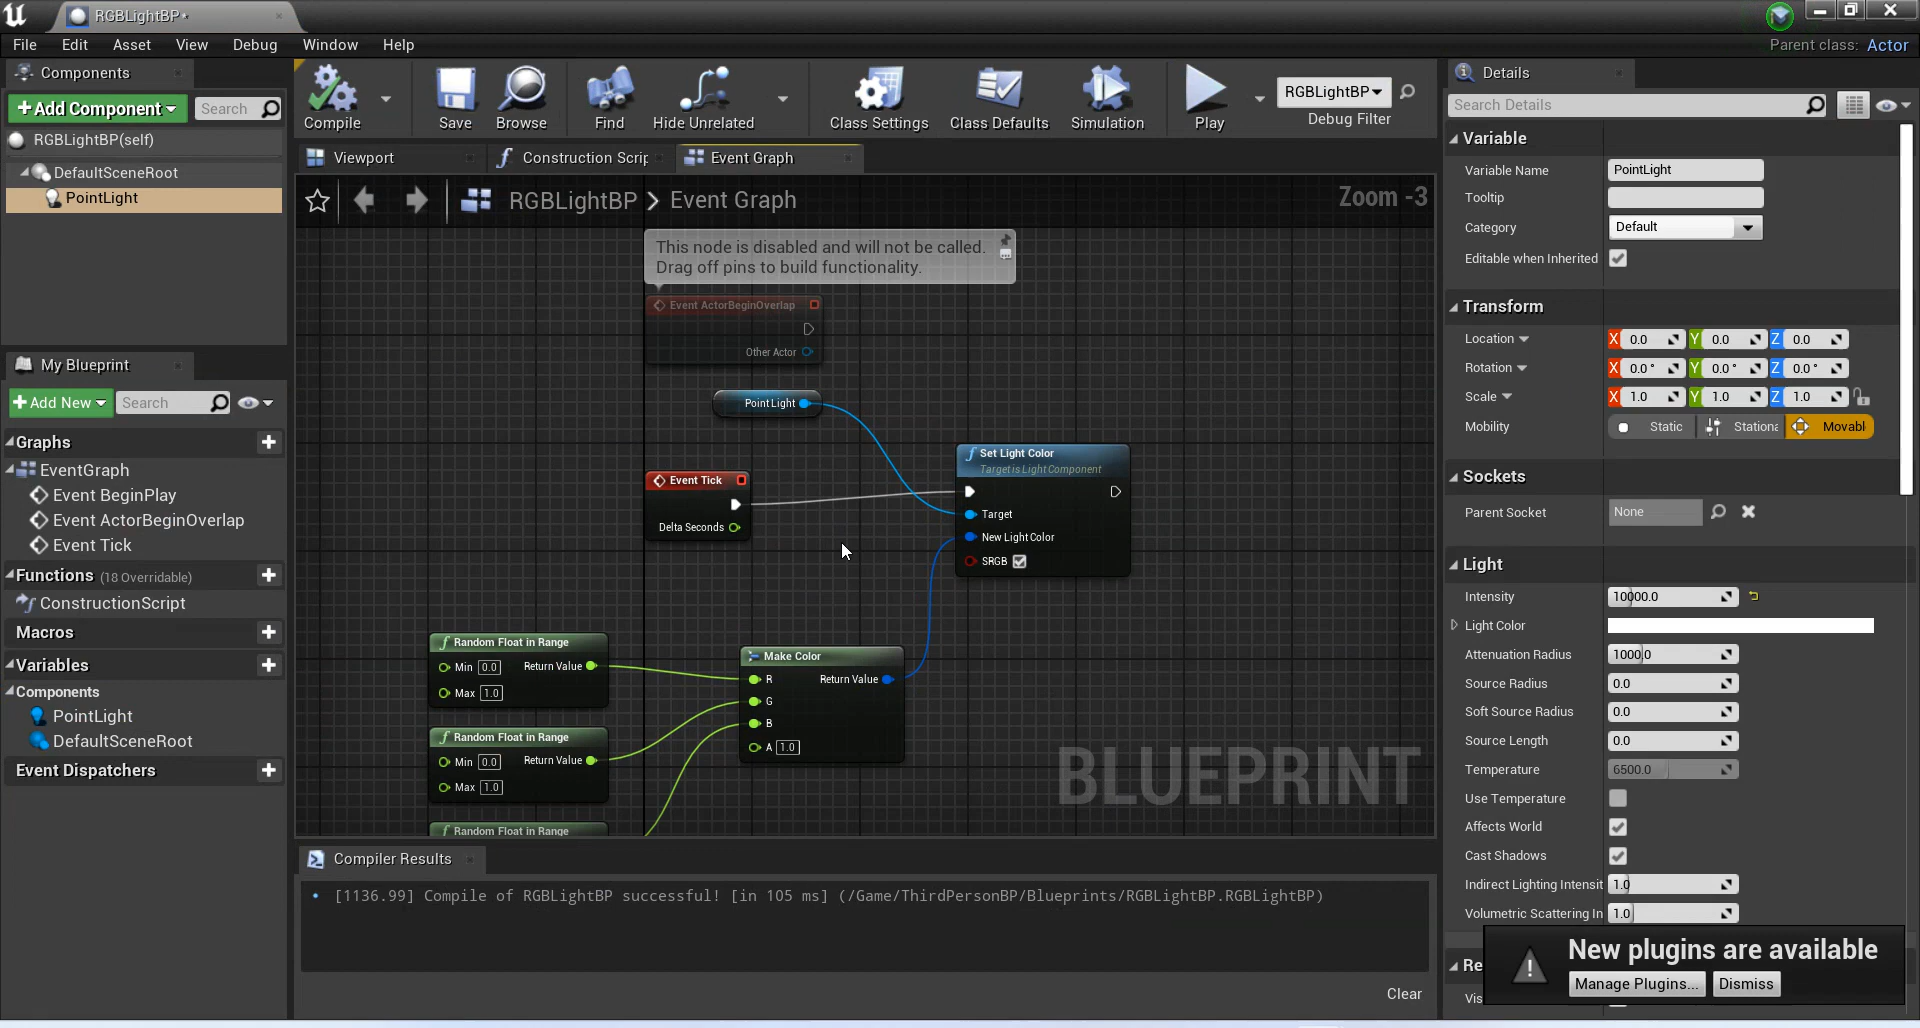 RGBLightBP*
File Edit Asset View Debug Window Help
Parent class: Actor
Components
Add Component
Search
RGBLightBP(self)
DefaultSceneRoot
PointLight
My Blueprint
Add New
Search
Graphs
EventGraph
Event BeginPlay
Event ActorBeginOverlap
Event Tick
Functions (18 Overridable)
ConstructionScript
Macros
Variables
Components
PointLight
DefaultSceneRoot
Event Dispatchers
Compile Save Browse Find Hide Unrelated Class Settings Class Defaults Simulation Play
RGBLightBP
Debug Filter
Viewport Construction Scrip Event Graph
RGBLightBP > Event Graph
Zoom -3
This node is disabled and will not be called.
Drag off pins to build functionality.
Event ActorBeginOverlap
Other Actor
Point Light
Event Tick
Delta Seconds
Set Light Color
Target is Light Component
Target
New Light Color
SRGB
Random Float in Range
Min 0.0 Return Value
Max 1.0
Random Float in Range
Min 0.0 Return Value
Max 1.0
Random Float in Range
Make Color
R Return Value
G
B
A 1.0
BLUEPRINT
Compiler Results
[1136.99] Compile of RGBLightBP successful! [in 105 ms] (/Game/ThirdPersonBP/Blueprints/RGBLightBP.RGBLightBP)
Clear
Details
Search Details
Variable
Variable Name PointLight
Tooltip
Category Default
Editable when Inherited
Transform
Location X 0.0 Y 0.0 Z 0.0
Rotation X 0.0 ° Y 0.0 ° Z 0.0 °
Scale X 1.0 Y 1.0 Z 1.0
Mobility Static Stationa Movabl
Sockets
Parent Socket None
Light
Intensity 10000.0
Light Color
Attenuation Radius 1000.0
Source Radius 0.0
Soft Source Radius 0.0
Source Length 0.0
Temperature 6500.0
Use Temperature
Affects World
Cast Shadows
Indirect Lighting Intensit 1.0
Volumetric Scattering In 1.0
Re
Vis
New plugins are available
Manage Plugins... Dismiss